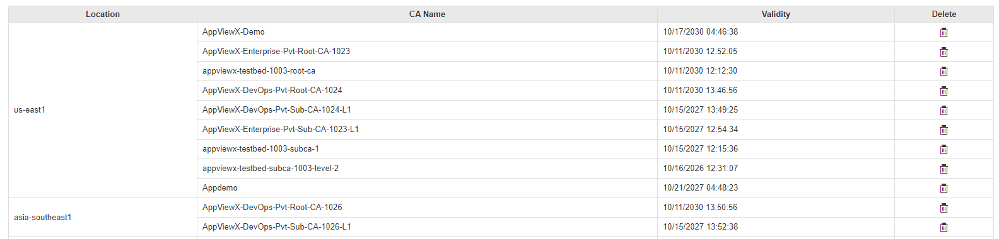 Location CA Name Validity Delete
AppViewX-Demo 10/17/2030 04:46:38
AppViewX-Enterprise-Pvt-Root-CA-1023 10/11/2030 12:52:05
appviewx-testbed-1003-root-ca 10/11/2030 12:12:30
AppViewX-DevOps-Pvt-Root-CA-1024 10/11/2030 13:46:56
us-east1 AppViewX-DevOps-Pvt-Sub-CA-1024-L1 10/15/2027 13:49:25
AppViewX-Enterprise-Pvt-Sub-CA-1023-L1 10/15/2027 12:54:34
appviewx-testbed-1003-subca-1 10/15/2027 12:15:36
appviewx-testbed-subca-1003-level-2 10/16/2026 12:31:07
Appdemo 10/21/2027 04:48:23
AppViewX-DevOps-Pvt-Root-CA-1026 10/11/2030 13:50:56
asia-southeast1
AppViewX-DevOps-Pvt-Sub-CA-1026-L1 10/15/2027 13:52:38